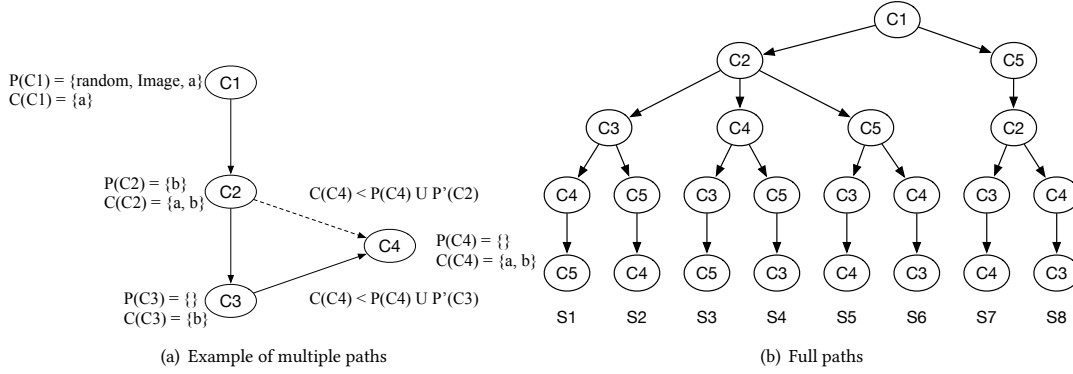 C1
P(C1) = {random, Image, a}
C(C1) = {a}
C2
P(C2) = {b}
C(C2) = {a, b}
C(C4) < P(C4) U P'(C2)
C4
P(C4) = {}
C(C4) = {a, b}
P(C3) = {}
C(C3) = {b}
C3
C(C4) < P(C4) U P'(C3)
(a) Example of multiple paths
C1
C2 C5
C3 C4 C5 C2
C4 C5 C3 C5 C3 C4 C3 C4
C5 C4 C5 C3 C4 C3 C4 C3
S1 S2 S3 S4 S5 S6 S7 S8
(b) Full paths